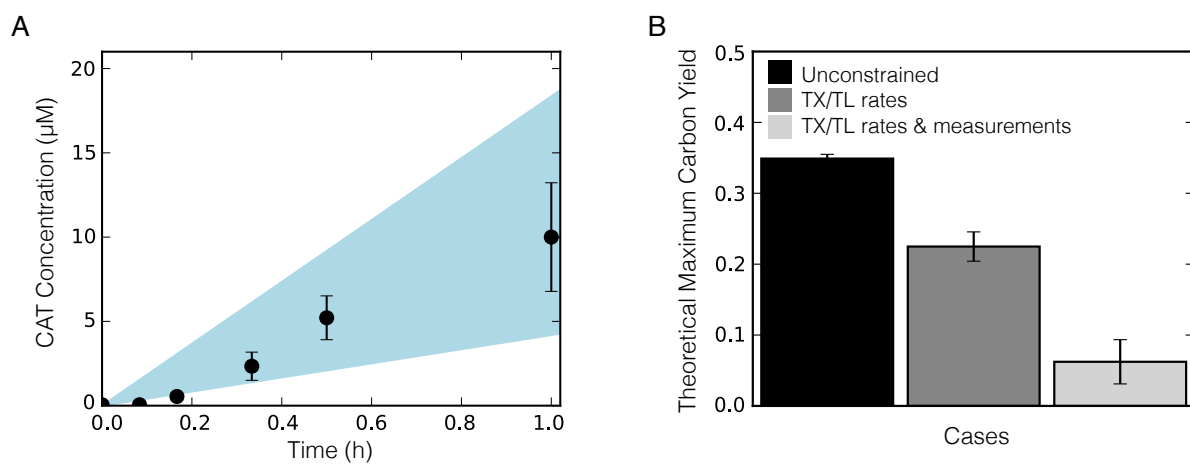 A
CAT Concentration (μM)
20
15
10
5
0
0.0 0.2 0.4 0.6 0.8 1.0
Time (h)
B
Theoretical Maximum Carbon Yield
0.5
0.4
0.3
0.2
0.1
0.0
Unconstrained
TX/TL rates
TX/TL rates & measurements
Cases